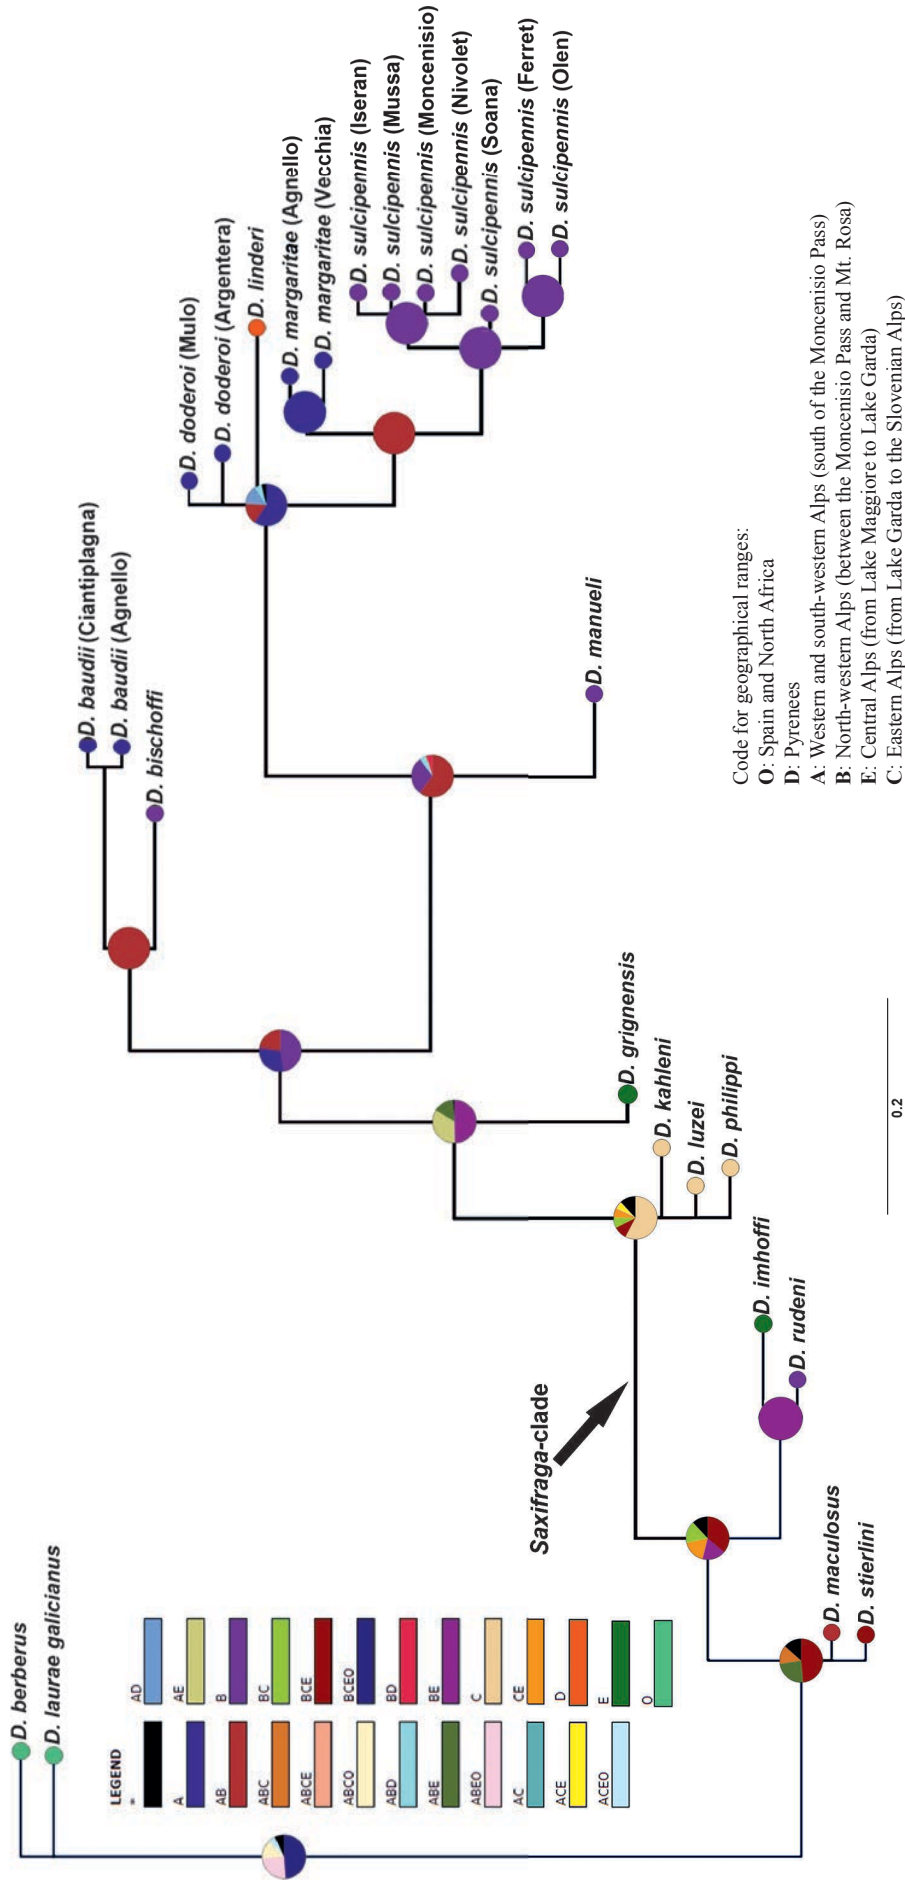 D. berberus
D. laurae galicianus
D. baudii (Ciantiplagna)
D. baudii (Agnello)
D. bischoffi
D. doderoi (Mulo)
D. doderoi (Argentera)
D. linderi
D. margaritae (Agnello)
D. margaritae (Vecchia)
D. sulcipennis (Iseran)
D. sulcipennis (Mussa)
D. sulcipennis (Moncenisio)
D. sulcipennis (Nivolet)
D. sulcipennis (Soana)
D. sulcipennis (Ferret)
D. sulcipennis (Olen)
D. manueli
D. grignensis
D. kahleni
D. luzei
D. philippi
D. imhoffi
D. rudeni
D. maculosus
D. stierlini
Saxifraga-clade
LEGEND
*
A
AB
ABC
ABCE
ABCO
ABD
ABE
ABEO
AC
ACE
ACEO
AD
AE
B
BC
BCE
BCEO
BD
BE
C
CE
D
E
O
Code for geographical ranges:
O: Spain and North Africa
D: Pyrenees
A: Western and south-western Alps (south of the Moncenisio Pass)
B: North-western Alps (between the Moncenisio Pass and Mt. Rosa)
E: Central Alps (from Lake Maggiore to Lake Garda)
C: Eastern Alps (from Lake Garda to the Slovenian Alps)
0.2